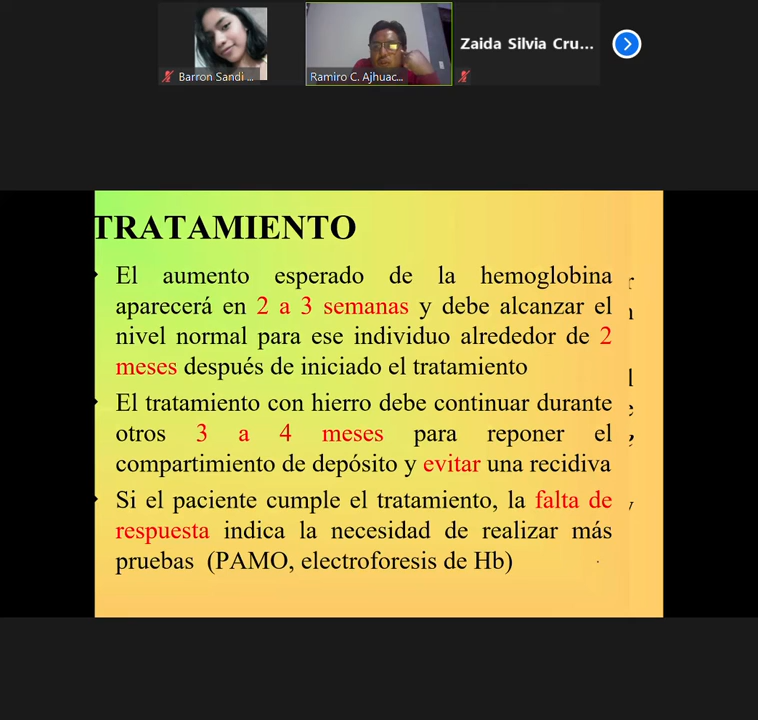 Barron Sandi ...
Ramiro C. Ajhuac...
Zaida Silvia Cru...
TRATAMIENTO
El aumento esperado de la hemoglobina
aparecerá en 2 a 3 semanas y debe alcanzar el
nivel normal para ese individuo alrededor de 2
meses después de iniciado el tratamiento
El tratamiento con hierro debe continuar durante
otros 3 a 4 meses para reponer el
compartimiento de depósito y evitar una recidiva
Si el paciente cumple el tratamiento, la falta de
respuesta indica la necesidad de realizar más
pruebas (PAMO, electroforesis de Hb)